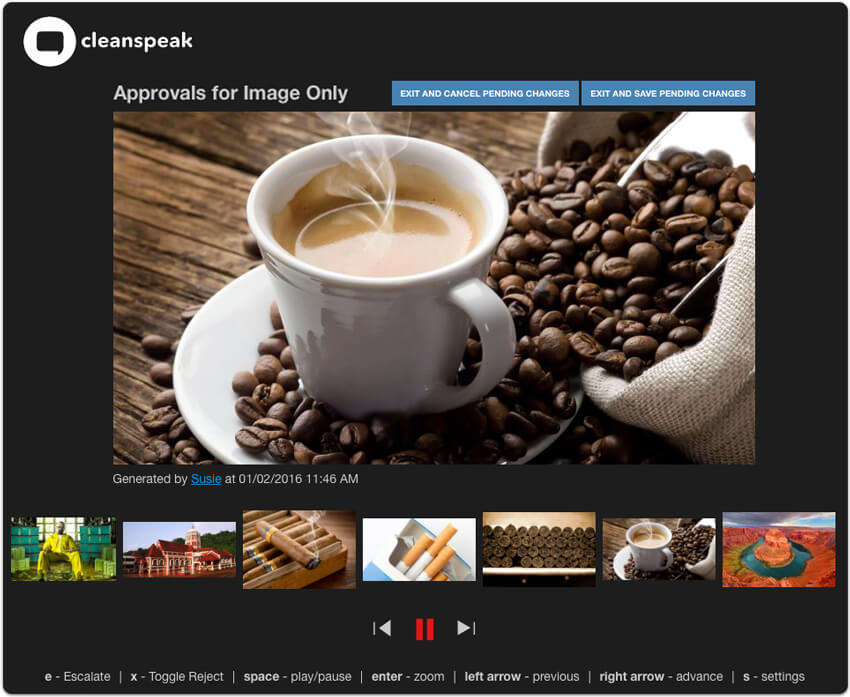 cleanspeak
Approvals for Image Only
EXIT AND CANCEL PENDING CHANGES
EXIT AND SAVE PENDING CHANGES
Generated by Susie at 01/02/2016 11:46 AM
e - Escalate | x - Toggle Reject | space - play/pause | enter - zoom | left arrow - previous | right arrow - advance | s - settings